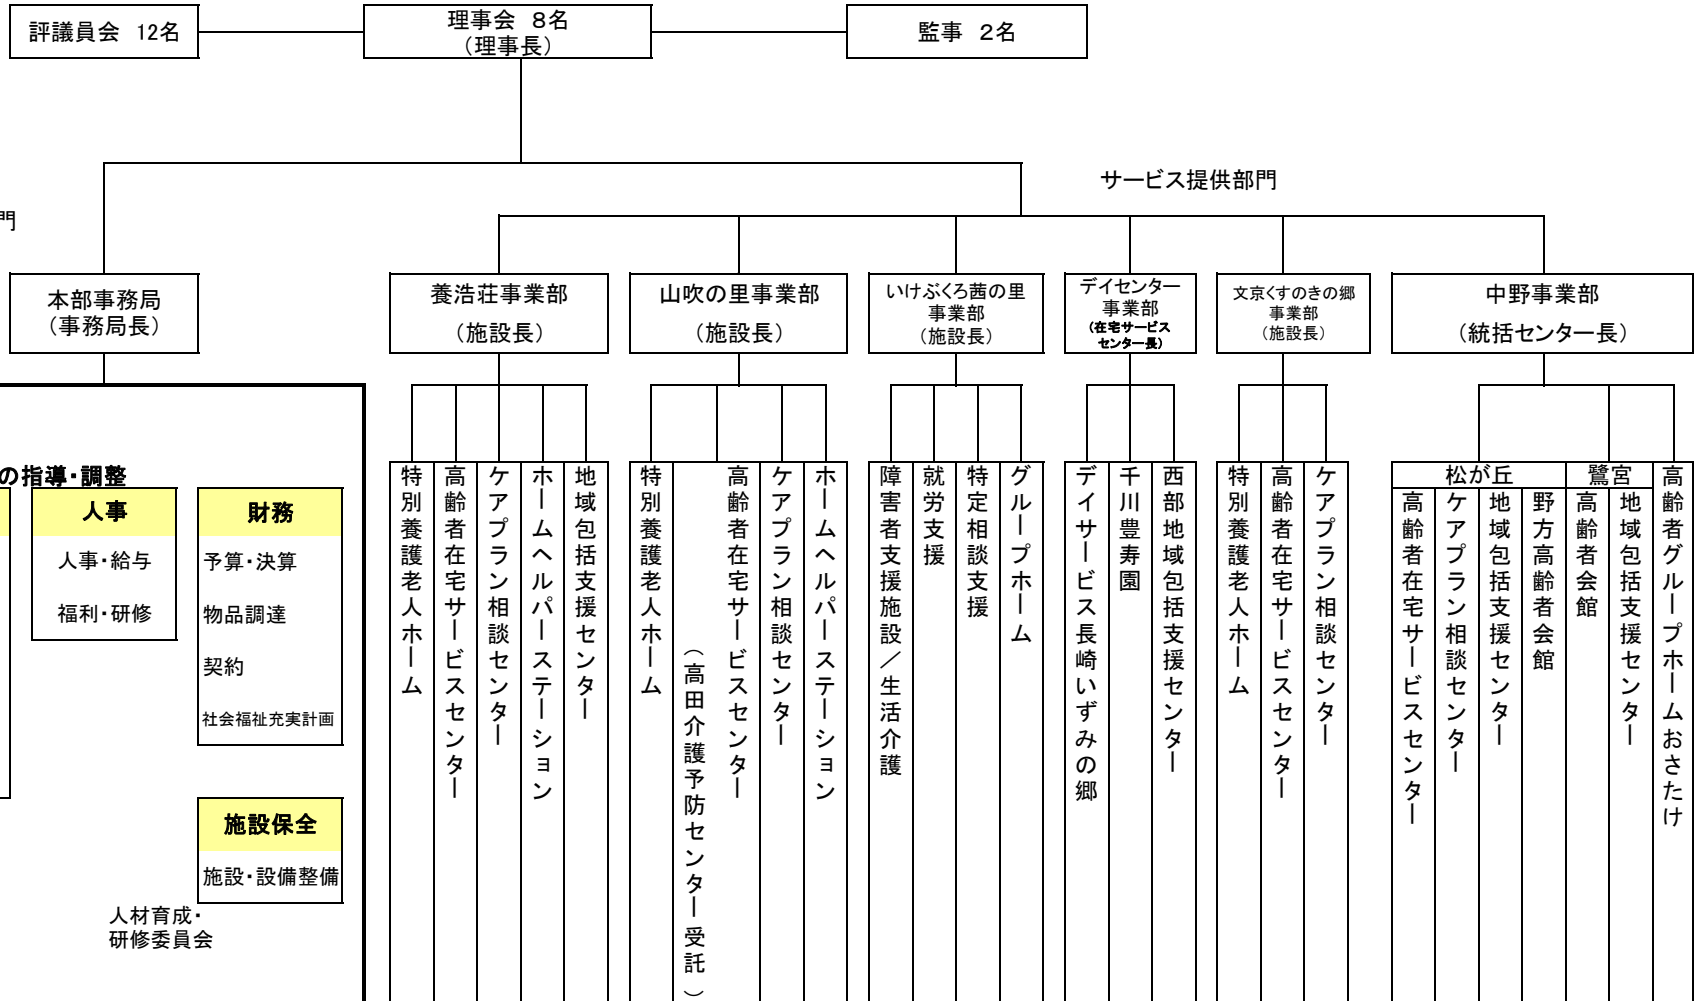 評議員会 12名
理事会 8名
（理事長）
監事 2名
サービス提供部門
門
本部事務局
（事務局長）
養浩荘事業部
（施設長）
山吹の里事業部
（施設長）
いけぶくろ茜の里
事業部
（施設長）
デイセンター
事業部
（在宅サービス
センター長）
文京くすのきの郷
事業部
（施設長）
中野事業部
（統括センター長）
の指導・調整
人事
人事・給与
福利・研修
財務
予算・決算
物品調達
契約
社会福祉充実計画
施設保全
施設・設備整備
人材育成・
研修委員会
特別養護老人ホーム
高齢者在宅サービスセンター
ケアプラン相談センター
ホームヘルパーステーション
地域包括支援センター
特別養護老人ホーム
高齢者在宅サービスセンター
（高田介護予防センター受託）
ケアプラン相談センター
ホームヘルパーステーション
障害者支援施設／生活介護
就労支援
特定相談支援
グループホーム
デイサービス長崎いずみの郷
千川豊寿園
西部地域包括支援センター
特別養護老人ホーム
高齢者在宅サービスセンター
ケアプラン相談センター
松が丘
高齢者在宅サービスセンター
ケアプラン相談センター
地域包括支援センター
野方高齢者会館
鷺宮
高齢者会館
地域包括支援センター
高齢者グループホームおさたけ